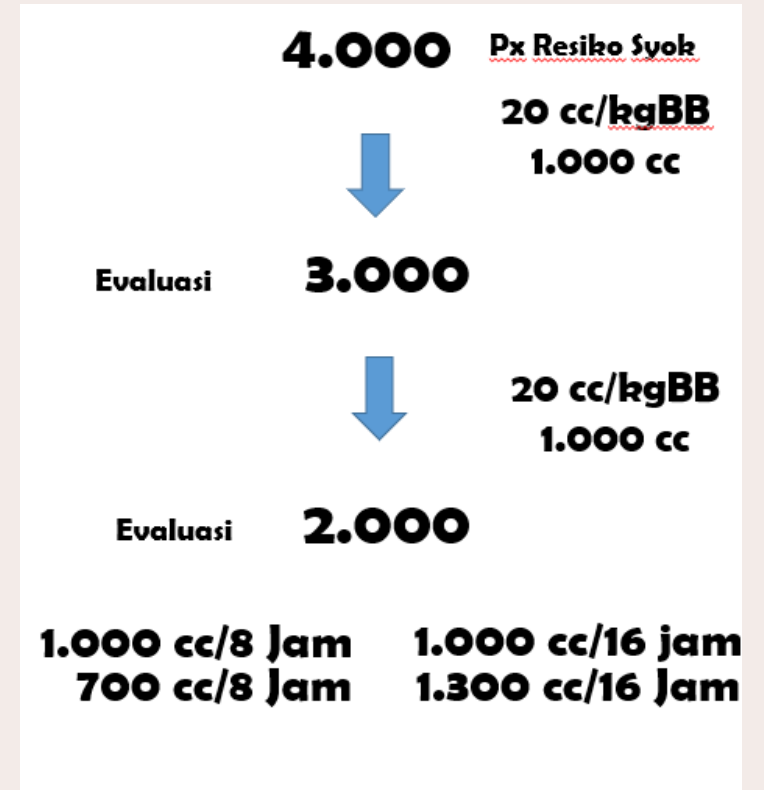 4.000 Px Resiko Syok
20 cc/kgBB
1.000 cc
Evaluasi 3.000
20 cc/kgBB
1.000 cc
Evaluasi 2.000
1.000 cc/8 Jam 1.000 cc/16 jam
700 cc/8 Jam 1.300 cc/16 Jam